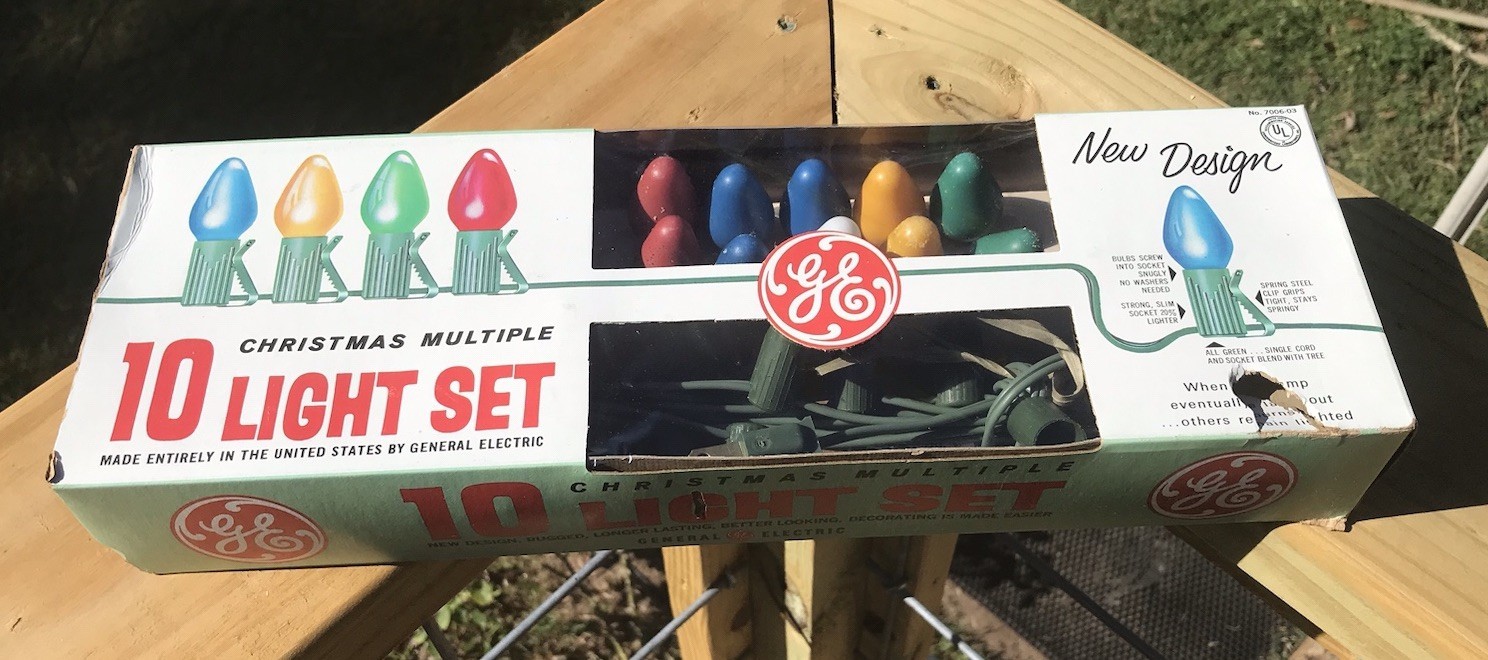 No. 7006-03
UL
New Design
BULBS SCREW
INTO SOCKET
SNUGLY
NO WASHERS
NEEDED
STRONG, SLIM
SOCKET 20%
LIGHTER
SPRING STEEL
CLIP GRIPS
TIGHT, STAYS
SPRINGY
ALL GREEN ... SINGLE CORD
AND SOCKET BLEND WITH TREE
When
out
...others
GE
CHRISTMAS MULTIPLE
10 LIGHT SET
MADE ENTIRELY IN THE UNITED STATES BY GENERAL ELECTRIC
CHRISTMAS MULTIPLE
10 LIGHT SET
NEW DESIGN, RUGGED, LONGER LASTING, BETTER LOOKING, DECORATING IS MADE EASIER
GENERAL GE ELECTRIC
GE
GE